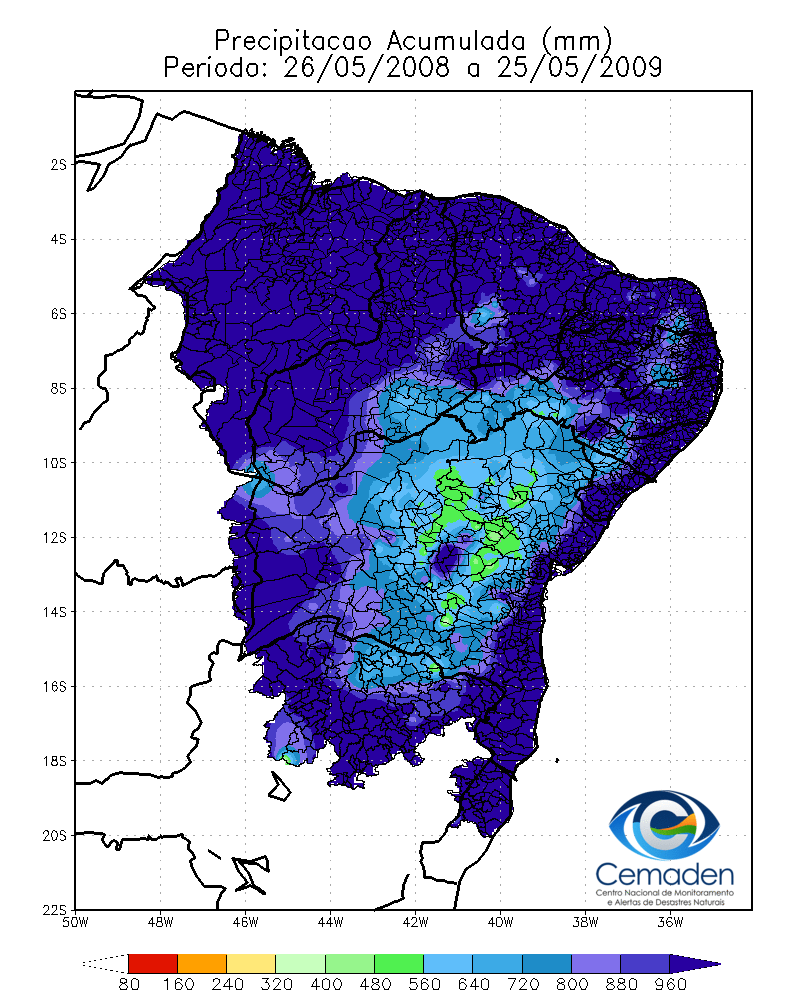 Precipitacao Acumulada (mm)
Periodo: 26/05/2008 a 25/05/2009
2S
4S
6S
8S
10S
12S
14S
16S
18S
20S
22S
50W 48W 46W 44W 42W 40W 38W 36W
Cemaden
Centro Nacional de Monitoramento
e Alertas de Desastres Naturais
80 160 240 320 400 480 560 640 720 800 880 960